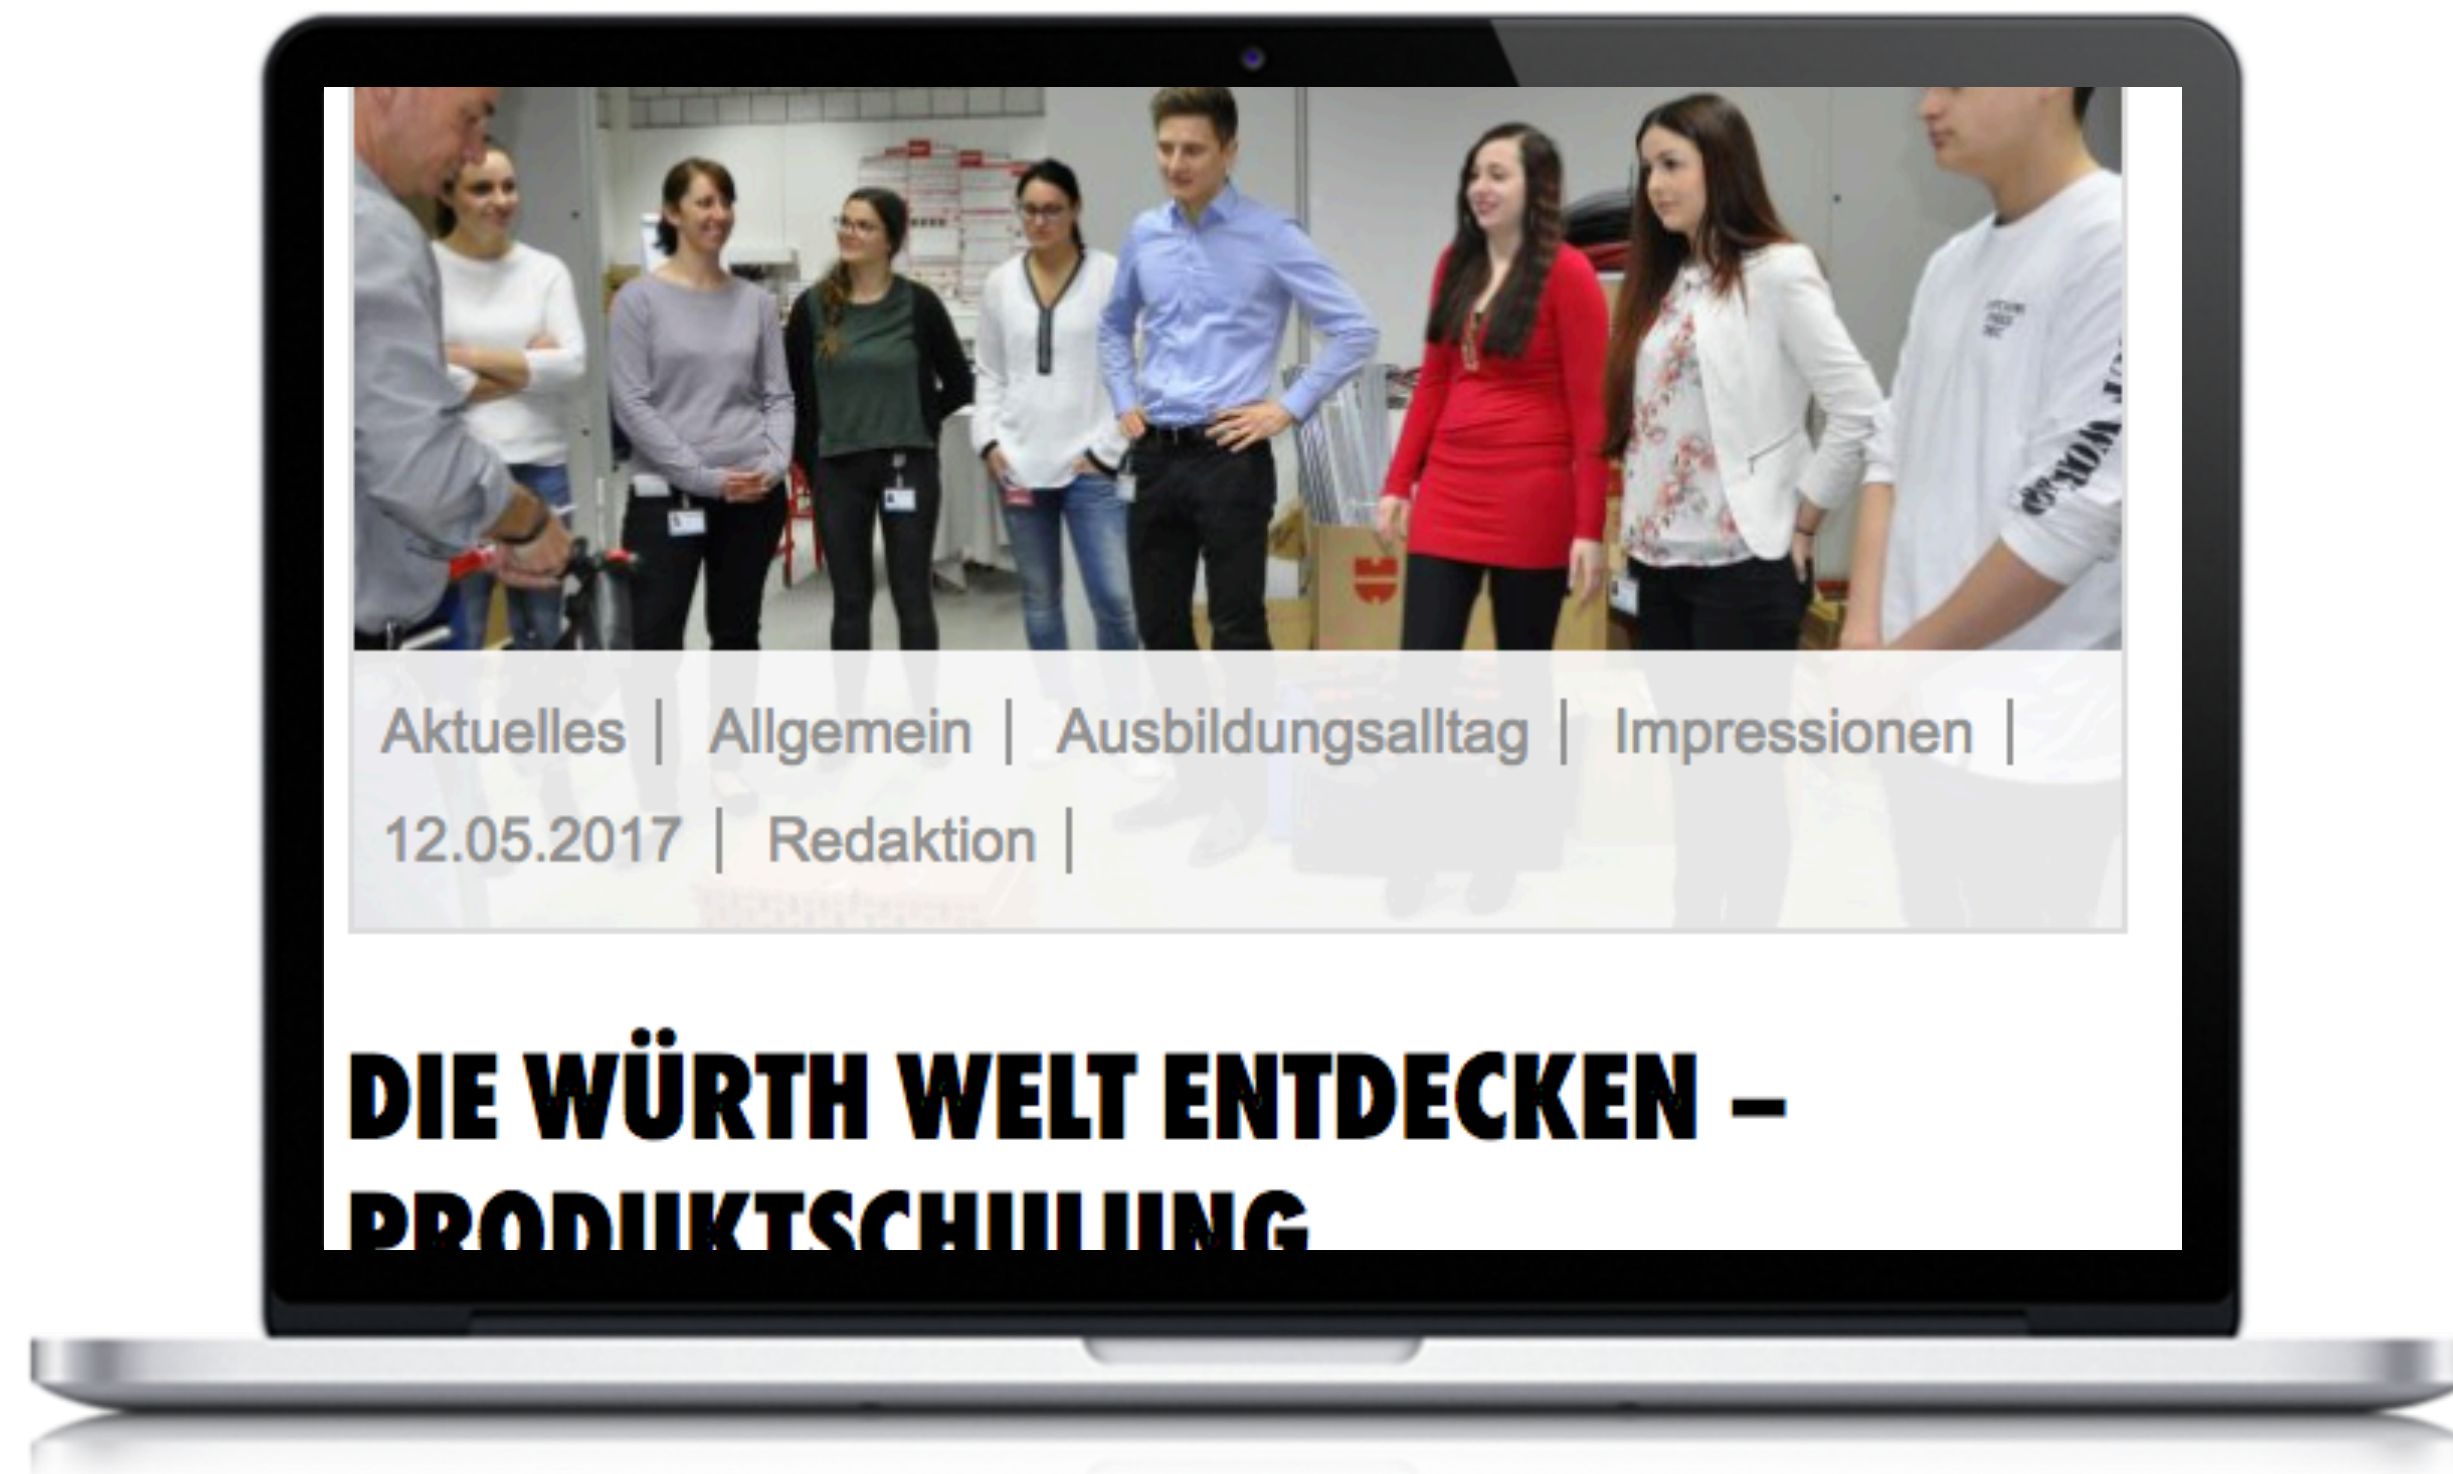 Aktuelles | Allgemein | Ausbildungsalltag | Impressionen |
12.05.2017 | Redaktion |
DIE WÜRTH WELT ENTDECKEN –
PRODUKTSCHULUNG